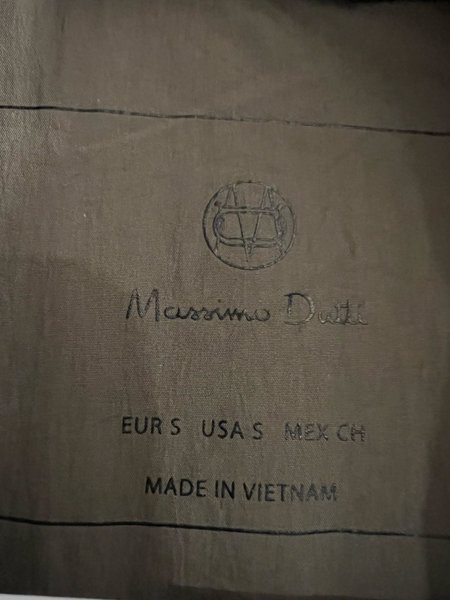 Massimo Dutti
EUR S USA S MEX CH
MADE IN VIETNAM